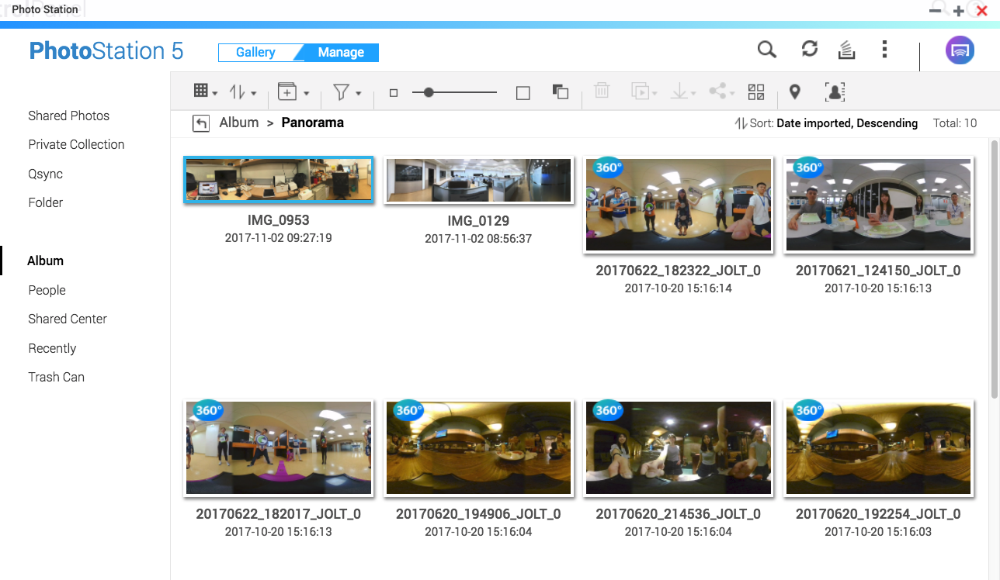 Photo Station
PhotoStation 5
Gallery Manage
Shared Photos
Private Collection
Qsync
Folder
Album
People
Shared Center
Recently
Trash Can
Album > Panorama
Sort: Date imported, Descending Total: 10
IMG_0953
2017-11-02 09:27:19
IMG_0129
2017-11-02 08:56:37
360°
20170622_182322_JOLT_0
2017-10-20 15:16:14
360°
20170621_124150_JOLT_0
2017-10-20 15:16:13
360°
20170622_182017_JOLT_0
2017-10-20 15:16:13
360°
20170620_194906_JOLT_0
2017-10-20 15:16:04
360°
20170620_214536_JOLT_0
2017-10-20 15:16:04
360°
20170620_192254_JOLT_0
2017-10-20 15:16:03